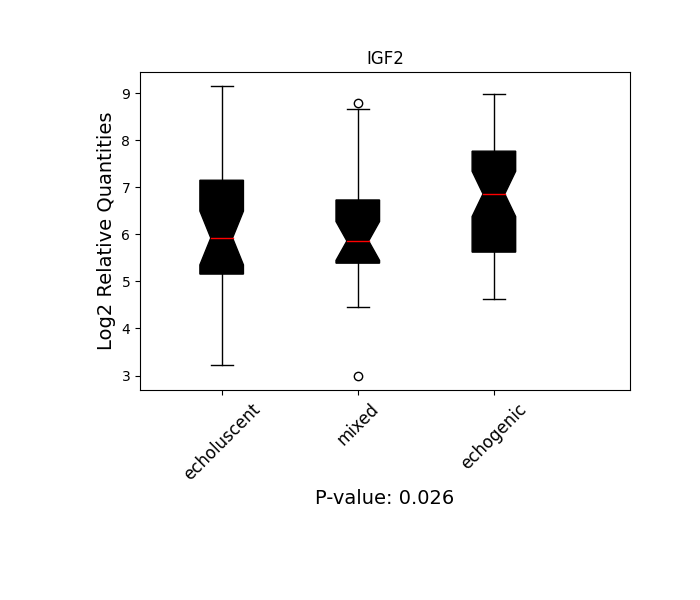 IGF2
Log2 Relative Quantities
9
8
7
6
5
4
3
echoluscent
mixed
echogenic
P-value: 0.026